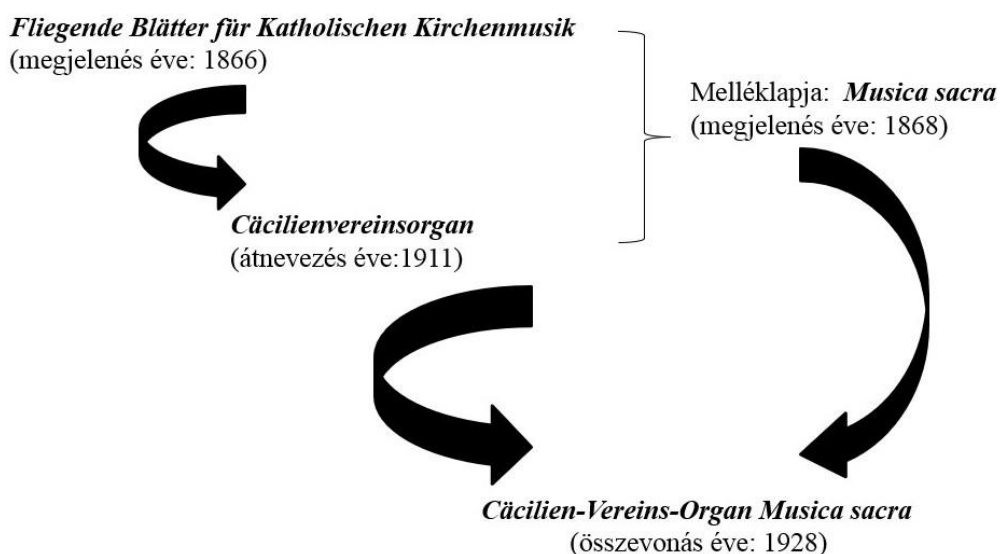 Fliegende Blätter für Katholischen Kirchenmusik
(megjelenés éve: 1866)
Melléklapja: Musica sacra
(megjelenés éve: 1868)
Cäcilienvereinsorgan
(átnevezés éve:1911)
Cäcilien-Vereins-Organ Musica sacra
(összevonás éve: 1928)